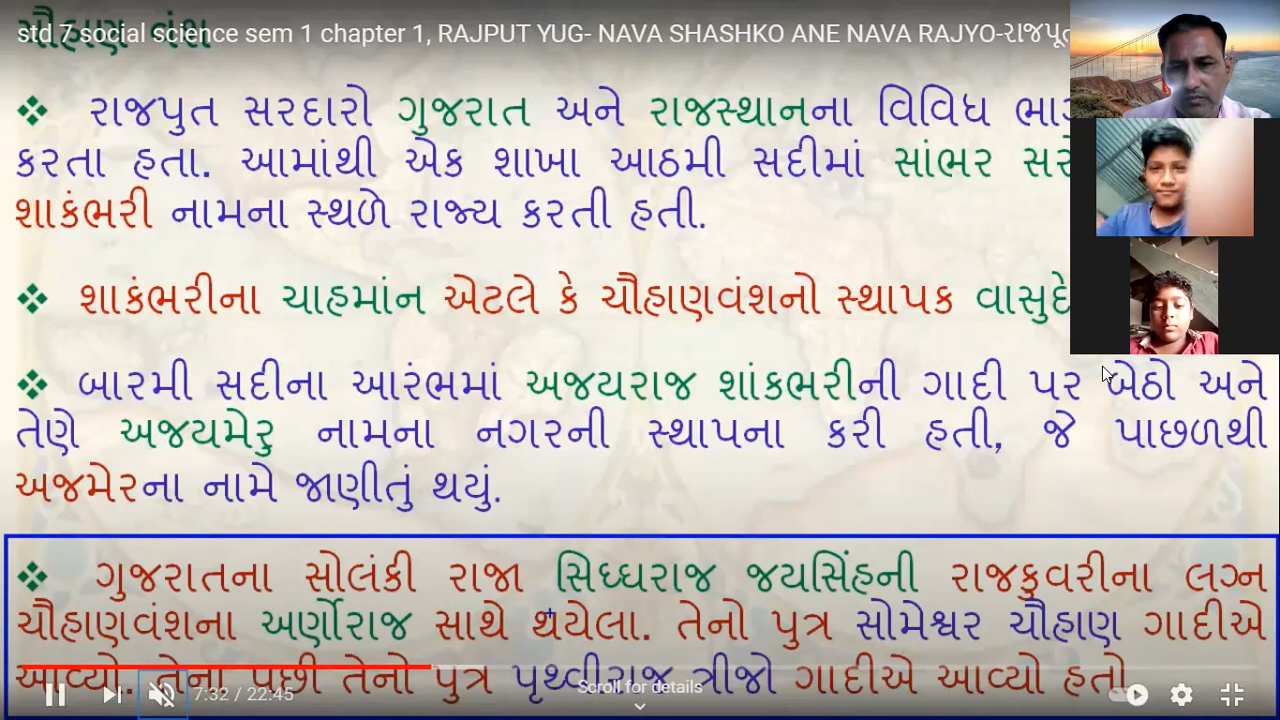 ચૌહાણ વંશ
std 7 social science sem 1 chapter 1, RAJPUT YUG- NAVA SHASHKO ANE NAVA RAJYO-રાજપૂત
❖ રાજપુત સરદારો ગુજરાત અને રાજસ્થાનના વિવિધ
કરતા હતા. આમાંથી એક શાખા આઠમી સદીમાં સાંભર
શાકંભરી નામના સ્થળે રાજ્ય કરતી હતી.
❖ શાકંભરીના ચાહમાંન એટલે કે ચૌહાણવંશનો સ્થાપક
❖ બારમી સદીના આરંભમાં અજયરાજ શાંકભરીની ગાદી પર બેઠો અને
તેણે અજયમેરુ નામના નગરની સ્થાપના કરી હતી, જે પાછળથી
અજમેરના નામે જાણીતું થયું.
❖ ગુજરાતના સોલંકી રાજા સિધ્ધરાજ જયસિંહની રાજકુવરીના લગ્ન
ચૌહાણવંશના અર્ણોરાજ સાથે થયેલા. તેનો પુત્ર સોમેશ્વર ચૌહાણ ગાદીએ
આવ્યો. તેના પછી તેનો પુત્ર પૃથ્વીરાજ ત્રીજો ગાદીએ આવ્યો હતો
7:32 / 22:45
Scroll for details